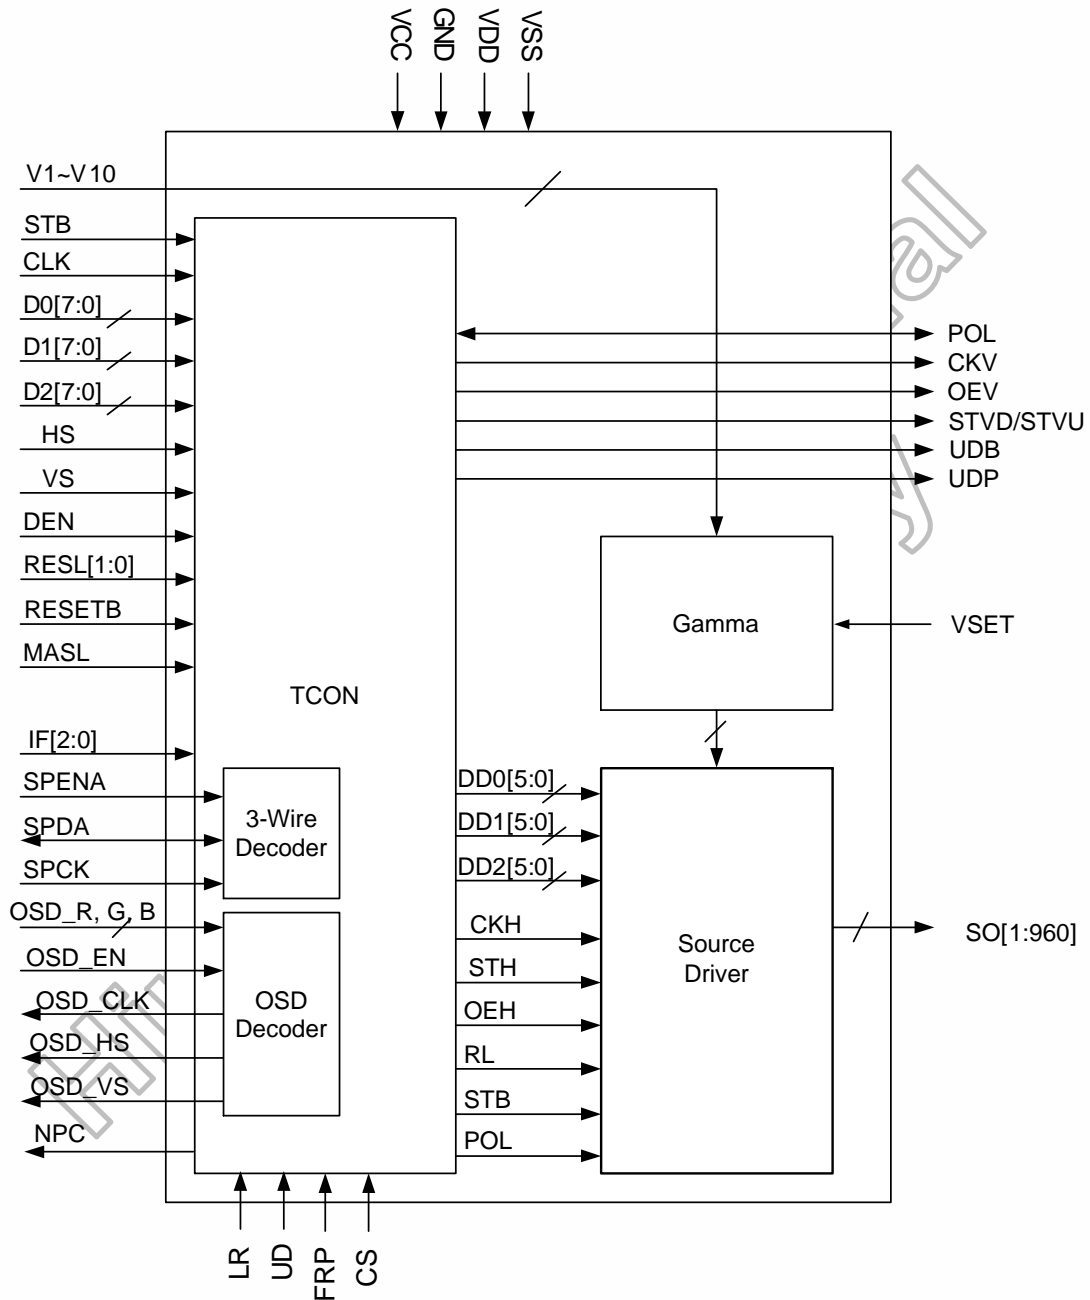 VCC
GND
VDD
VSS
V1~V10
STB
CLK
D0[7:0]
D1[7:0]
D2[7:0]
HS
VS
DEN
RESL[1:0]
RESETB
MASL
IF[2:0]
SPENA
SPDA
SPCK
OSD_R, G, B
OSD_EN
OSD_CLK
OSD_HS
OSD_VS
NPC
TCON
3-Wire
Decoder
OSD
Decoder
LR
UD
FRP
CS
POL
CKV
OEV
STVD/STVU
UDB
UDP
Gamma
VSET
DD0[5:0]
DD1[5:0]
DD2[5:0]
CKH
STH
OEH
RL
STB
POL
Source
Driver
SO[1:960]